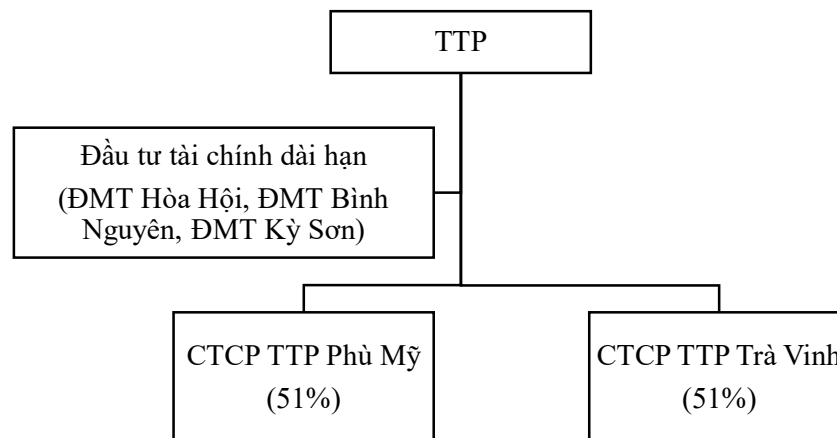 TTP
Đầu tư tài chính dài hạn
(ĐMT Hòa Hội, ĐMT Bình
Nguyên, ĐMT Kỳ Sơn)
CTCP TTP Phù Mỹ
(51%)
CTCP TTP Trà Vinh
(51%)